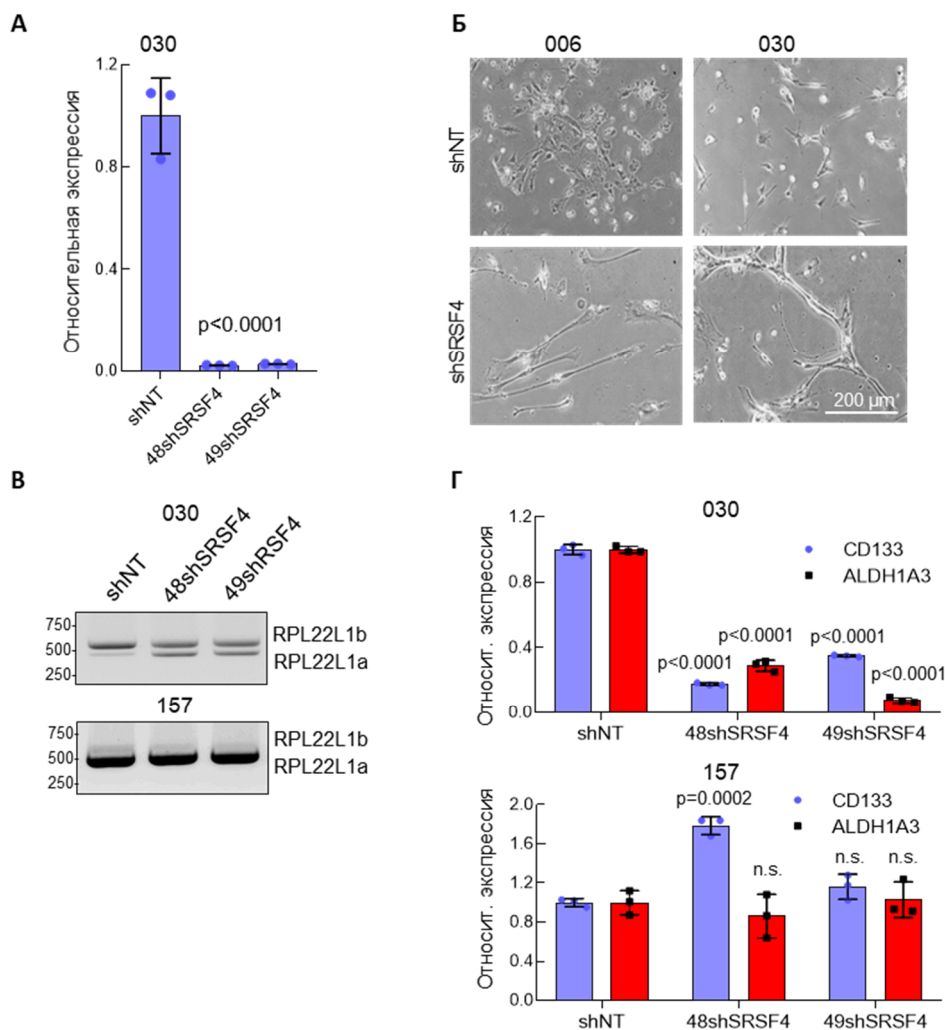 А
030
Относительная экспрессия
1.2
0.8
0.4
0.0
p<0.0001
shNT
48shSRSF4
49shSRSF4
Б
006
030
shNT
shSRSF4
200 µm
В
030
shNT
48shSRSF4
49shRSF4
750
500
250
RPL22L1b
RPL22L1a
157
750
500
250
RPL22L1b
RPL22L1a
Г
030
Относит. экспрессия
1.2
0.8
0.4
0.0
CD133
ALDH1A3
p<0.0001
p<0.0001
p<0.0001
p<0.0001
shNT
48shSRSF4
49shSRSF4
157
Относит. экспрессия
2.0
1.6
1.2
0.8
0.4
0.0
p=0.0002
n.s.
n.s.
n.s.
CD133
ALDH1A3
shNT
48shSRSF4
49shSRSF4